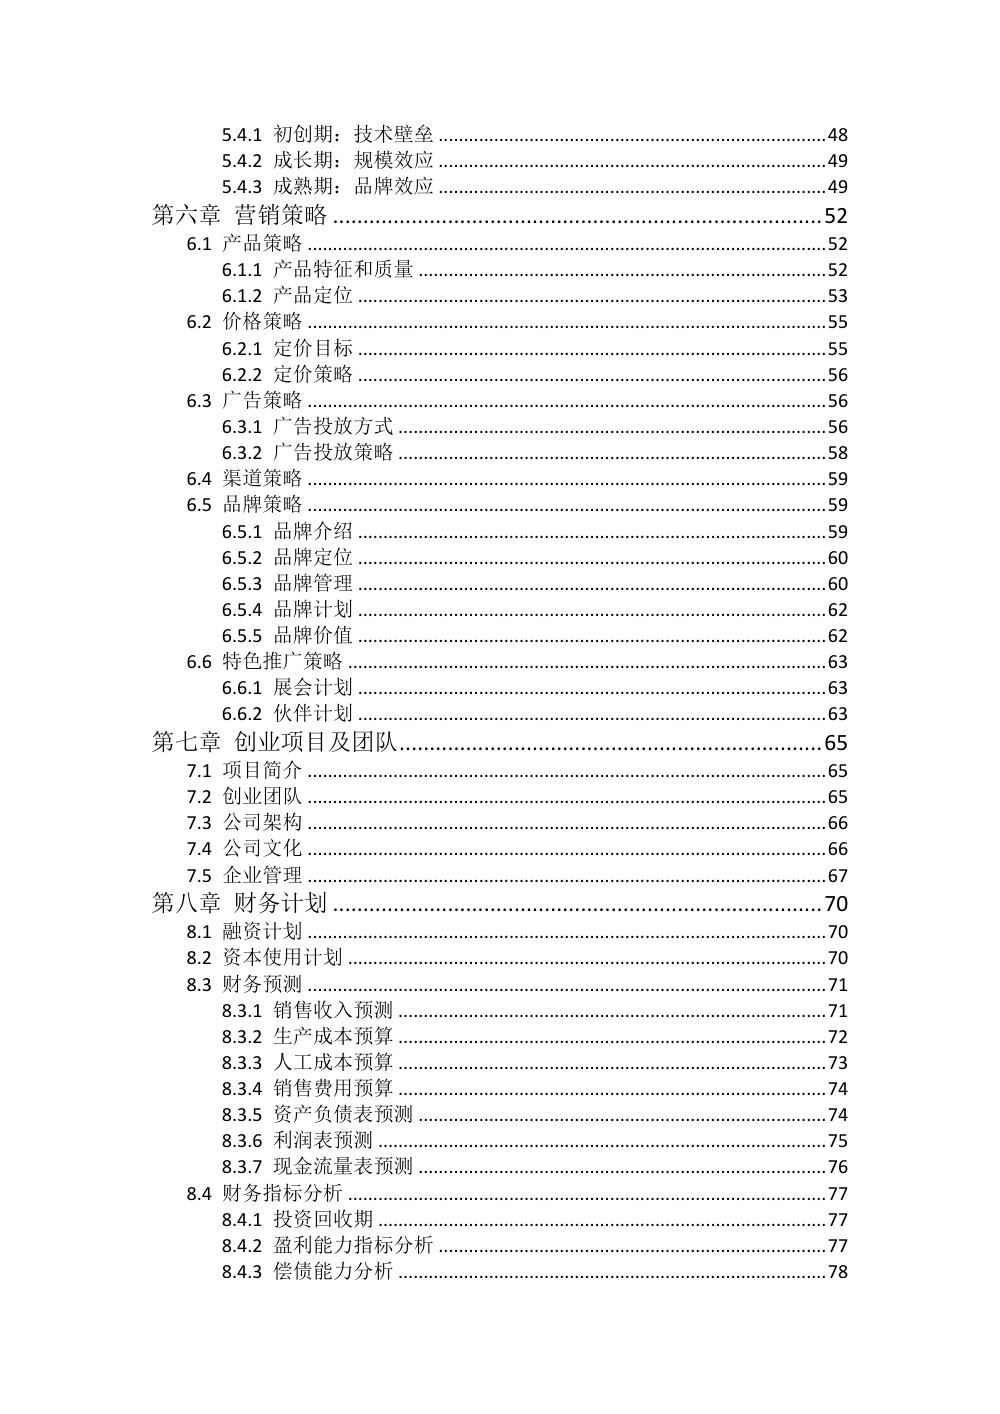 5.4.1 初创期：技术壁垒.....48
5.4.2 成长期：规模效应.....49
5.4.3 成熟期：品牌效应.....49
第六章 营销策略.....52
6.1 产品策略.....52
6.1.1 产品特征和质量.....52
6.1.2 产品定位.....53
6.2 价格策略.....55
6.2.1 定价目标.....55
6.2.2 定价策略.....56
6.3 广告策略.....56
6.3.1 广告投放方式.....56
6.3.2 广告投放策略.....58
6.4 渠道策略.....59
6.5 品牌策略.....59
6.5.1 品牌介绍.....59
6.5.2 品牌定位.....60
6.5.3 品牌管理.....60
6.5.4 品牌计划.....62
6.5.5 品牌价值.....62
6.6 特色推广策略.....63
6.6.1 展会计划.....63
6.6.2 伙伴计划.....63
第七章 创业项目及团队.....65
7.1 项目简介.....65
7.2 创业团队.....65
7.3 公司架构.....66
7.4 公司文化.....66
7.5 企业管理.....67
第八章 财务计划.....70
8.1 融资计划.....70
8.2 资本使用计划.....70
8.3 财务预测.....71
8.3.1 销售收入预测.....71
8.3.2 生产成本预算.....72
8.3.3 人工成本预算.....73
8.3.4 销售费用预算.....74
8.3.5 资产负债表预测.....74
8.3.6 利润表预测.....75
8.3.7 现金流量表预测.....76
8.4 财务指标分析.....77
8.4.1 投资回收期.....77
8.4.2 盈利能力指标分析.....77
8.4.3 偿债能力分析.....78